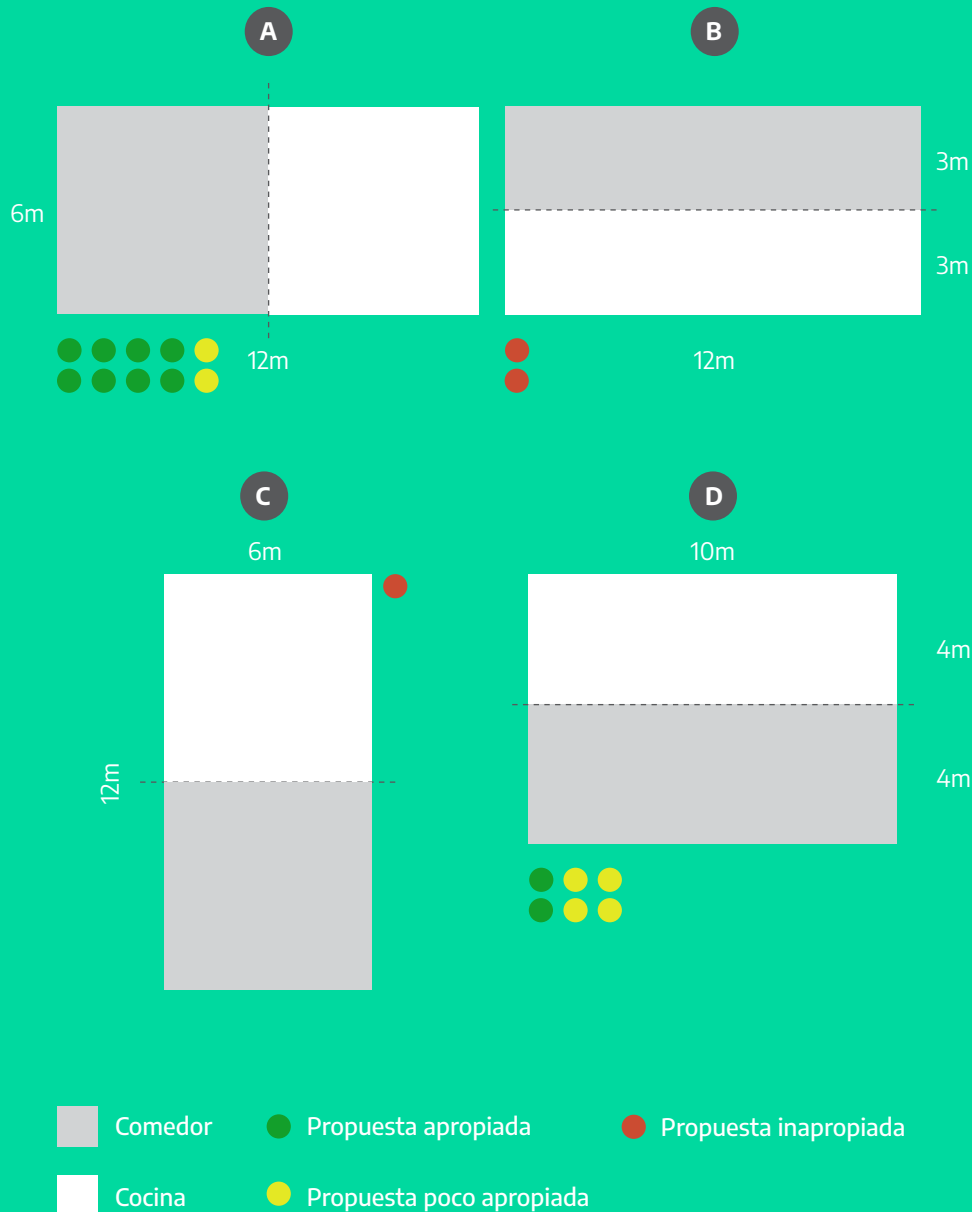 A
B
6m
3m
3m
12m
12m
C
D
6m
10m
12m
4m
4m
Comedor
Propuesta apropiada
Propuesta inapropiada
Cocina
Propuesta poco apropiada